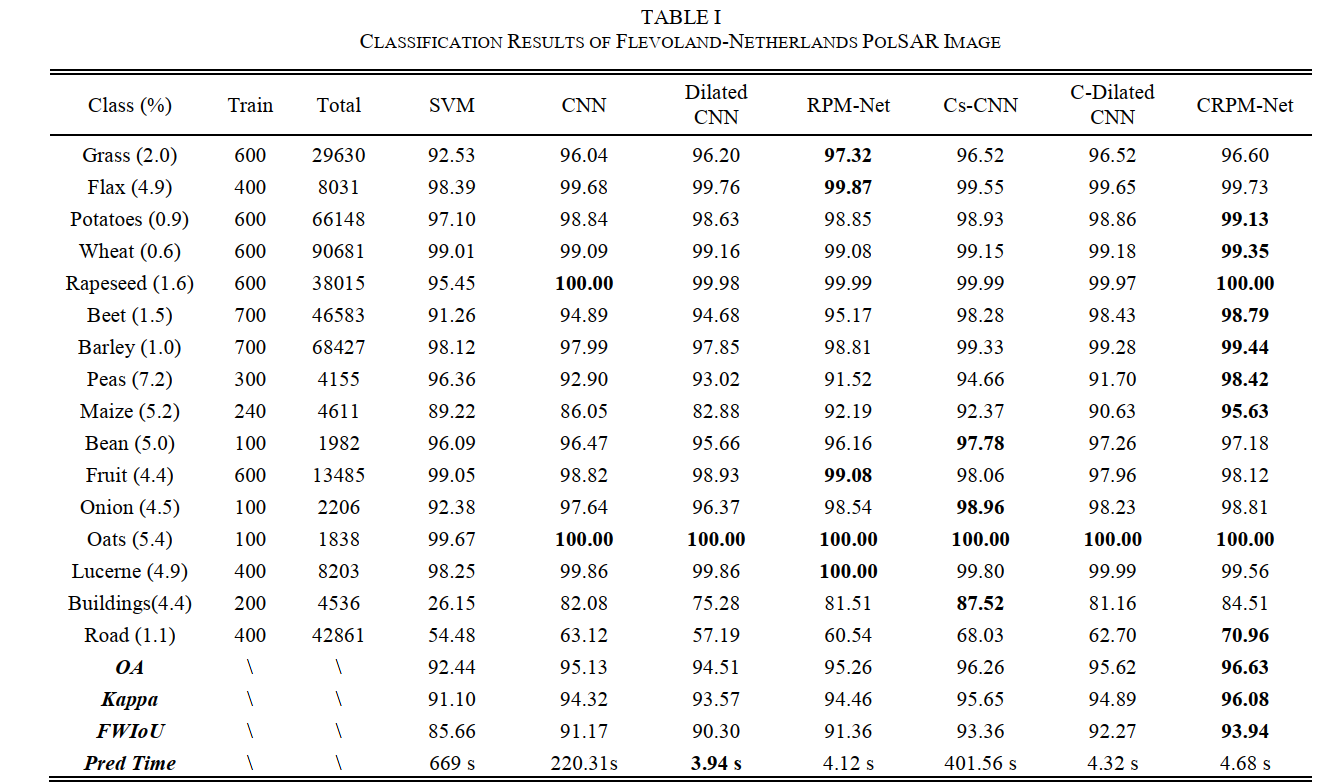 TABLE I
CLASSIFICATION RESULTS OF FLEVOLAND-NETHERLANDS POLSAR IMAGE
Class (%) Train Total SVM CNN Dilated CNN RPM-Net Cs-CNN C-Dilated CNN CRPM-Net
Grass (2.0) 600 29630 92.53 96.04 96.20 97.32 96.52 96.52 96.60
Flax (4.9) 400 8031 98.39 99.68 99.76 99.87 99.55 99.65 99.73
Potatoes (0.9) 600 66148 97.10 98.84 98.63 98.85 98.93 98.86 99.13
Wheat (0.6) 600 90681 99.01 99.09 99.16 99.08 99.15 99.18 99.35
Rapeseed (1.6) 600 38015 95.45 100.00 99.98 99.99 99.99 99.97 100.00
Beet (1.5) 700 46583 91.26 94.89 94.68 95.17 98.28 98.43 98.79
Barley (1.0) 700 68427 98.12 97.99 97.85 98.81 99.33 99.28 99.44
Peas (7.2) 300 4155 96.36 92.90 93.02 91.52 94.66 91.70 98.42
Maize (5.2) 240 4611 89.22 86.05 82.88 92.19 92.37 90.63 95.63
Bean (5.0) 100 1982 96.09 96.47 95.66 96.16 97.78 97.26 97.18
Fruit (4.4) 600 13485 99.05 98.82 98.93 99.08 98.06 97.96 98.12
Onion (4.5) 100 2206 92.38 97.64 96.37 98.54 98.96 98.23 98.81
Oats (5.4) 100 1838 99.67 100.00 100.00 100.00 100.00 100.00 100.00
Lucerne (4.9) 400 8203 98.25 99.86 99.86 100.00 99.80 99.99 99.56
Buildings(4.4) 200 4536 26.15 82.08 75.28 81.51 87.52 81.16 84.51
Road (1.1) 400 42861 54.48 63.12 57.19 60.54 68.03 62.70 70.96
OA \ \ 92.44 95.13 94.51 95.26 96.26 95.62 96.63
Kappa \ \ 91.10 94.32 93.57 94.46 95.65 94.89 96.08
FWIoU \ \ 85.66 91.17 90.30 91.36 93.36 92.27 93.94
Pred Time \ \ 669 s 220.31s 3.94 s 4.12 s 401.56 s 4.32 s 4.68 s